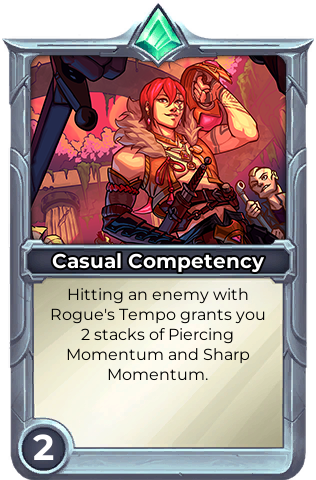 Casual Competency
Hitting an enemy with
Rogue's Tempo grants you
2 stacks of Piercing
Momentum and Sharp
Momentum.
2